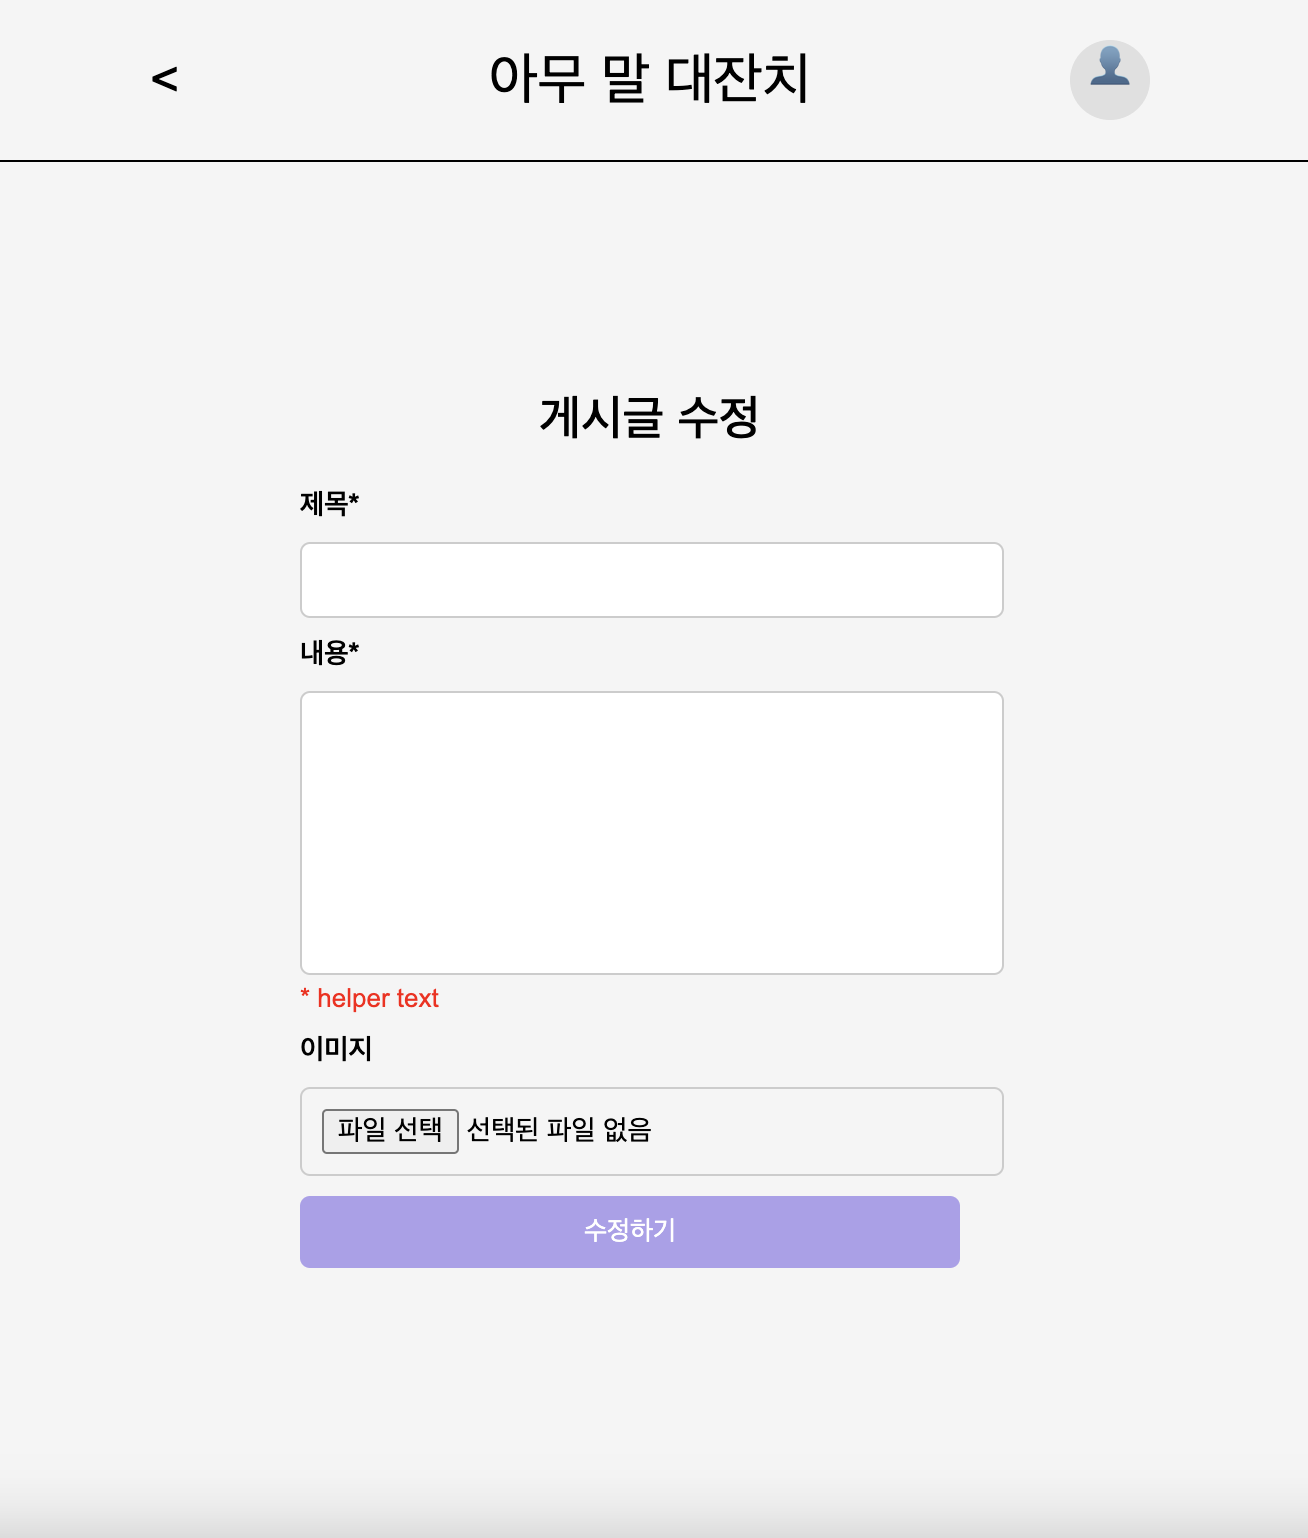 <
아무 말 대잔치
게시글 수정
제목*
내용*
* helper text
이미지
파일 선택 선택된 파일 없음
수정하기